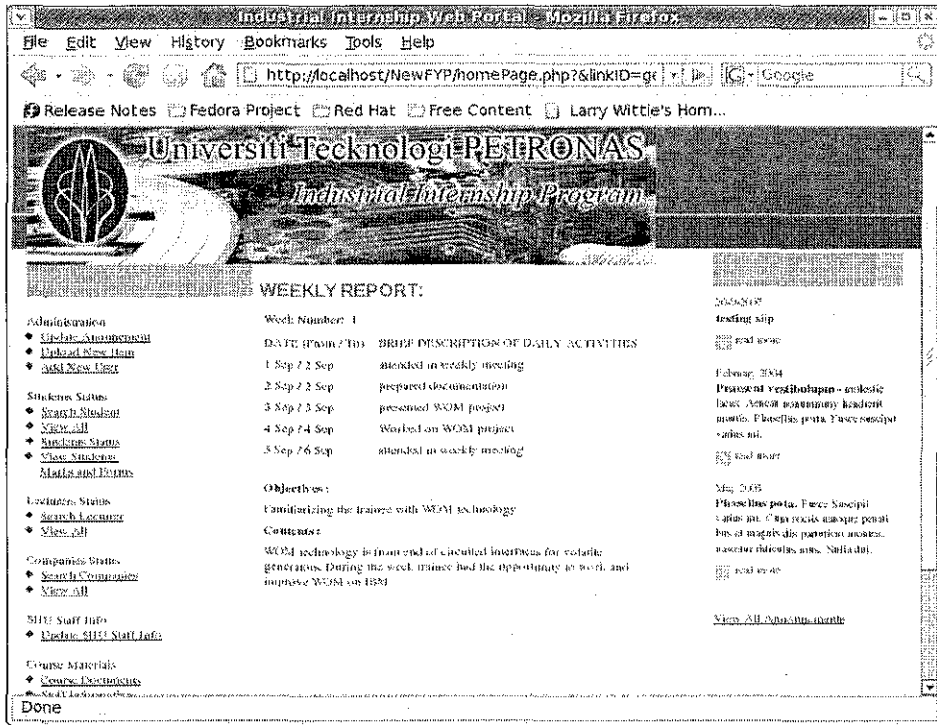 Industrial Internship Web Portal - Mozilla Firefox
File Edit View History Bookmarks Tools Help
http://localhost/NewFYP/homePage.php?&linkID=ge
Google
Release Notes Fedora Project Red Hat Free Content Larry Wittie's Hom...
Universiti Tecknologi PETRONAS
Industrial Internship Program
WEEKLY REPORT:
Week Number: 1
DATE (From / To) BRIEF DESCRIPTION OF DAILY ACTIVITIES
1 Sep / 2 Sep attended in weekly meeting
2 Sep / 2 Sep prepared documentation
3 Sep / 3 Sep presented WOM project
4 Sep / 4 Sep Worked on WOM project
5 Sep / 6 Sep attended in weekly meeting
Objectives:
Familiarizing the trainee with WOM technology
Contents:
WOM technology is front end of circuited interfaces for volatile
generations. During the week trainee had the opportunity to work and
improve WOM on IBM
Administration
Update Announcement
Upload New Item
Add New User
Students Status
Search Student
View All
Students Status
View Students
Marks and Forms
Lecturers Status
Search Lecturer
View All
Companies Status
Search Companies
View All
SIIU Staff Info
Update SIIU Staff Info
Course Materials
Course Documents
Staff Information
testing siip
read more
February, 2004
Praesent vestibulum - molestie
lacus. Aenean nonummy hendrerit
mauris. Phasellus porta. Fusce suscipit
varius mi.
read more
May, 2003
Phasellus porta. Fusce Suscipit
varius mi. Cum sociis natoque penati
bus et magnis dis parturient montes,
nascetur ridiculus mus. Nulla dui.
read more
View All Announcements
Done